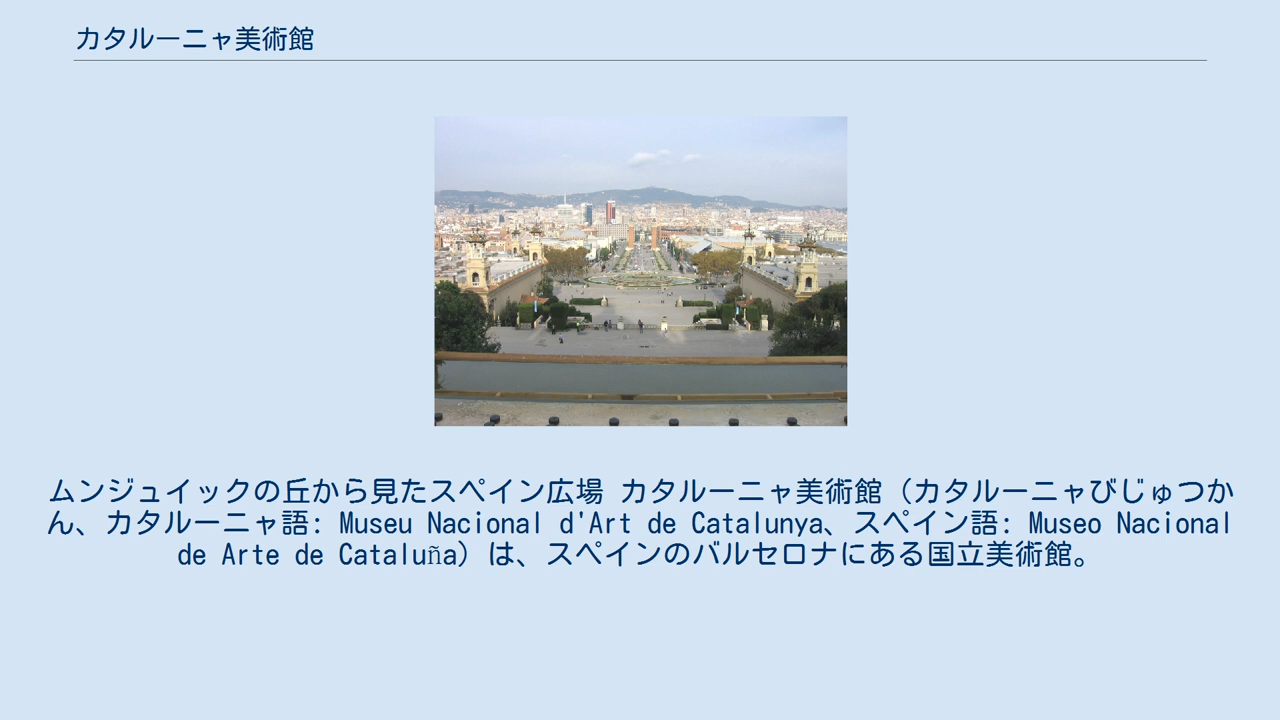 カタルーニャ美術館
ムンジュイックの丘から見たスペイン広場 カタルーニャ美術館（カタルーニャびじゅつか
ん、カタルーニャ語: Museu Nacional d'Art de Catalunya、スペイン語: Museo Nacional
de Arte de Cataluña）は、スペインのバルセロナにある国立美術館。